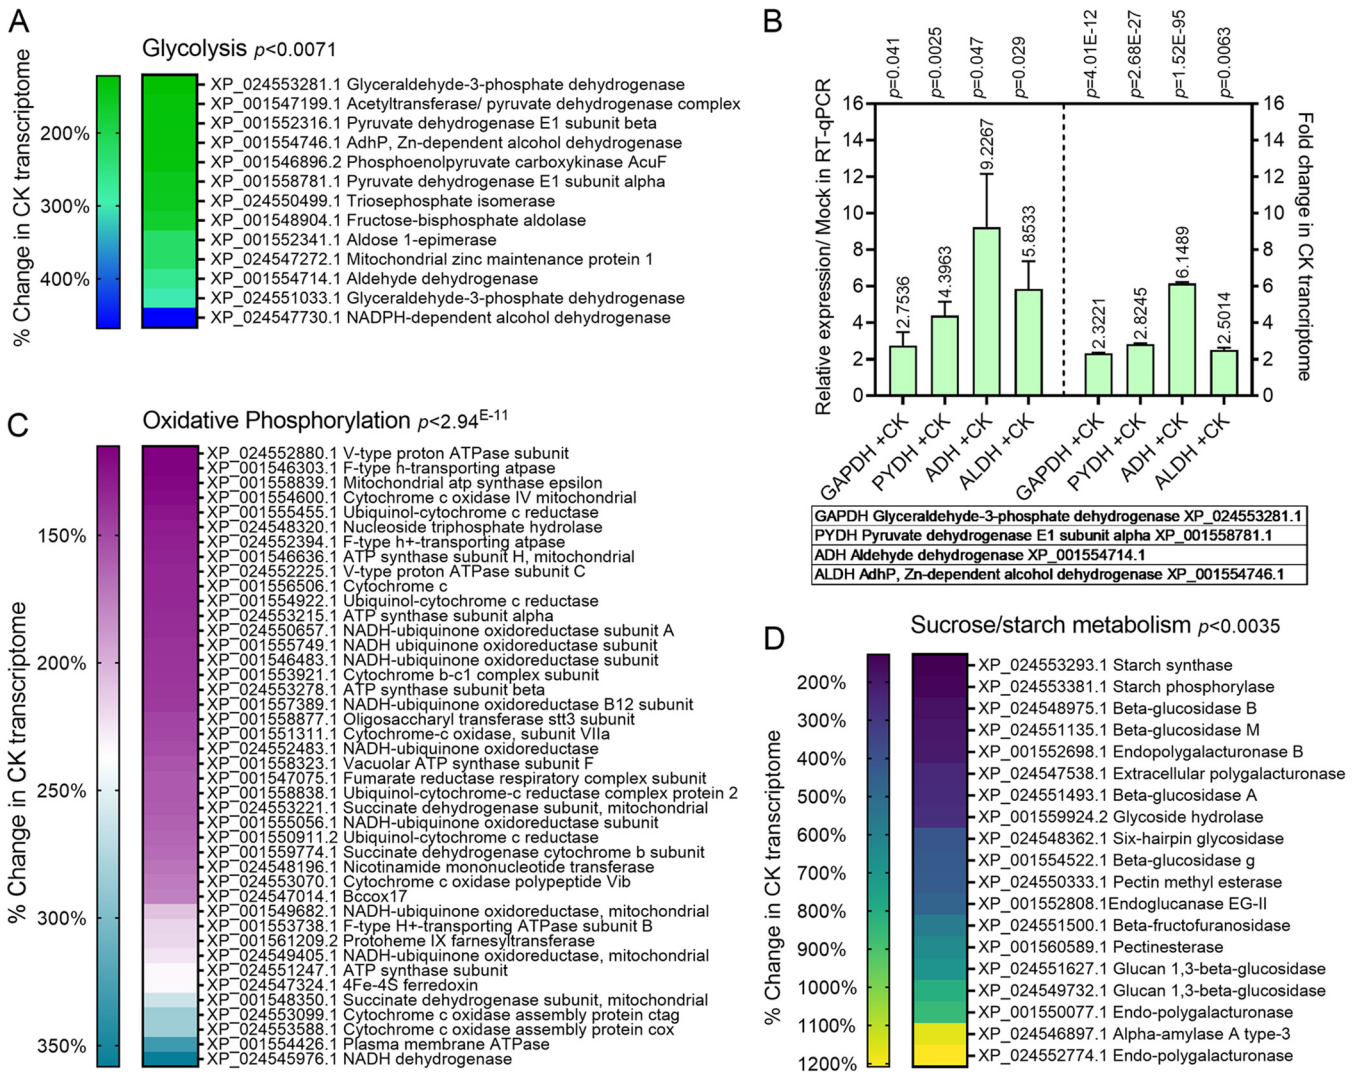 A
Glycolysis p<0.0071
% Change in CK transcriptome
200%
300%
400%
XP_024553281.1 Glyceraldehyde-3-phosphate dehydrogenase
XP_001547199.1 Acetyltransferase/ pyruvate dehydrogenase complex
XP_001552316.1 Pyruvate dehydrogenase E1 subunit beta
XP_001554746.1 AdhP, Zn-dependent alcohol dehydrogenase
XP_001546896.2 Phosphoenolpyruvate carboxykinase AcuF
XP_001558781.1 Pyruvate dehydrogenase E1 subunit alpha
XP_024550499.1 Triosephosphate isomerase
XP_001548904.1 Fructose-bisphosphate aldolase
XP_001552341.1 Aldose 1-epimerase
XP_024547272.1 Mitochondrial zinc maintenance protein 1
XP_001554714.1 Aldehyde dehydrogenase
XP_024551033.1 Glyceraldehyde-3-phosphate dehydrogenase
XP_024547730.1 NADPH-dependent alcohol dehydrogenase
B
p=0.041
p=0.0025
p=0.047
p=0.029
p=4.01E-12
p=2.68E-27
p=1.52E-95
p=0.0063
Relative expression/ Mock in RT-qPCR
16
14
12
10
8
6
4
2
0
2.7536
4.3963
9.2267
5.8533
2.3221
2.8245
6.1489
2.5014
16
14
12
10
8
6
4
2
0
Fold change in CK transcriptome
GAPDH +CK
PYDH +CK
ADH +CK
ALDH +CK
GAPDH +CK
PYDH +CK
ADH +CK
ALDH +CK
GAPDH Glyceraldehyde-3-phosphate dehydrogenase XP_024553281.1
PYDH Pyruvate dehydrogenase E1 subunit alpha XP_001558781.1
ADH Aldehyde dehydrogenase XP_001554714.1
ALDH AdhP, Zn-dependent alcohol dehydrogenase XP_001554746.1
C
Oxidative Phosphorylation p<2.94E-11
% Change in CK transcriptome
150%
200%
250%
300%
350%
XP_024552880.1 V-type proton ATPase subunit
XP_001546303.1 F-type h-transporting atpase
XP_001558839.1 Mitochondrial atp synthase epsilon
XP_001554600.1 Cytochrome c oxidase IV mitochondrial
XP_001555455.1 Ubiquinol-cytochrome c reductase
XP_024548320.1 Nucleoside triphosphate hydrolase
XP_024552394.1 F-type h+-transporting atpase
XP_001546636.1 ATP synthase subunit H, mitochondrial
XP_024552225.1 V-type proton ATPase subunit C
XP_001556506.1 Cytochrome c
XP_001554922.1 Ubiquinol-cytochrome c reductase
XP_024553215.1 ATP synthase subunit alpha
XP_024550657.1 NADH-ubiquinone oxidoreductase subunit A
XP_001555749.1 NADH ubiquinone oxidoreductase subunit
XP_001546483.1 NADH-ubiquinone oxidoreductase subunit
XP_001553921.1 Cytochrome b-c1 complex subunit
XP_024553278.1 ATP synthase subunit beta
XP_001557389.1 NADH-ubiquinone oxidoreductase B12 subunit
XP_001558877.1 Oligosaccharyl transferase stt3 subunit
XP_001551311.1 Cytochrome-c oxidase, subunit VIIa
XP_024552483.1 NADH-ubiquinone oxidoreductase
XP_001558323.1 Vacuolar ATP synthase subunit F
XP_001547075.1 Fumarate reductase respiratory complex subunit
XP_001558838.1 Ubiquinol-cytochrome-c reductase complex protein 2
XP_024553221.1 Succinate dehydrogenase subunit, mitochondrial
XP_001555056.1 NADH-ubiquinone oxidoreductase subunit
XP_001550911.2 Ubiquinol-cytochrome c reductase
XP_001559774.1 Succinate dehydrogenase cytochrome b subunit
XP_024548196.1 Nicotinamide mononucleotide transferase
XP_024553070.1 Cytochrome c oxidase polypeptide Vib
XP_024547014.1 Bccox17
XP_001549682.1 NADH-ubiquinone oxidoreductase, mitochondrial
XP_001553738.1 F-type H+-transporting ATPase subunit B
XP_001561209.2 Protoheme IX farnesyltransferase
XP_024549405.1 NADH-ubiquinone oxidoreductase, mitochondrial
XP_024551247.1 ATP synthase subunit
XP_024547324.1 4Fe-4S ferredoxin
XP_001548350.1 Succinate dehydrogenase subunit, mitochondrial
XP_024553099.1 Cytochrome c oxidase assembly protein ctag
XP_024553588.1 Cytochrome c oxidase assembly protein cox
XP_001554426.1 Plasma membrane ATPase
XP_024545976.1 NADH dehydrogenase
D
Sucrose/starch metabolism p<0.0035
% Change in CK transcriptome
200%
300%
400%
500%
600%
700%
800%
900%
1000%
1100%
1200%
XP_024553293.1 Starch synthase
XP_024553381.1 Starch phosphorylase
XP_024548975.1 Beta-glucosidase B
XP_024551135.1 Beta-glucosidase M
XP_001552698.1 Endopolygalacturonase B
XP_024547538.1 Extracellular polygalacturonase
XP_024551493.1 Beta-glucosidase A
XP_001559924.2 Glycoside hydrolase
XP_024548362.1 Six-hairpin glycosidase
XP_001554522.1 Beta-glucosidase g
XP_024550333.1 Pectin methyl esterase
XP_001552808.1Endoglucanase EG-II
XP_024551500.1 Beta-fructofuranosidase
XP_001560589.1 Pectinesterase
XP_024551627.1 Glucan 1,3-beta-glucosidase
XP_024549732.1 Glucan 1,3-beta-glucosidase
XP_001550077.1 Endo-polygalacturonase
XP_024546897.1 Alpha-amylase A type-3
XP_024552774.1 Endo-polygalacturonase